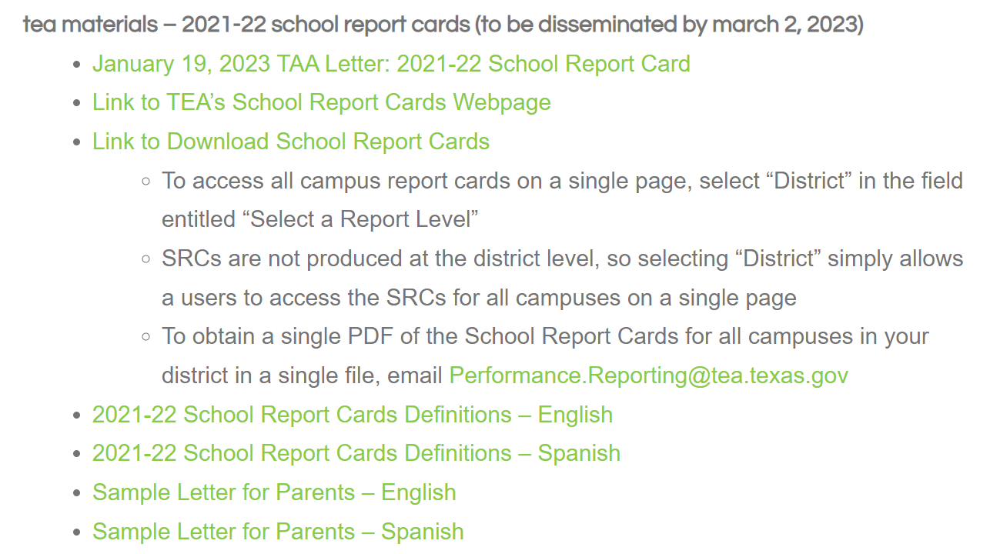 tea materials – 2021-22 school report cards (to be disseminated by march 2, 2023)
• January 19, 2023 TAA Letter: 2021-22 School Report Card
• Link to TEA’s School Report Cards Webpage
• Link to Download School Report Cards
◦ To access all campus report cards on a single page, select “District” in the field
entitled “Select a Report Level”
◦ SRCs are not produced at the district level, so selecting “District” simply allows
a users to access the SRCs for all campuses on a single page
◦ To obtain a single PDF of the School Report Cards for all campuses in your
district in a single file, email Performance.Reporting@tea.texas.gov
• 2021-22 School Report Cards Definitions – English
• 2021-22 School Report Cards Definitions – Spanish
• Sample Letter for Parents – English
• Sample Letter for Parents – Spanish